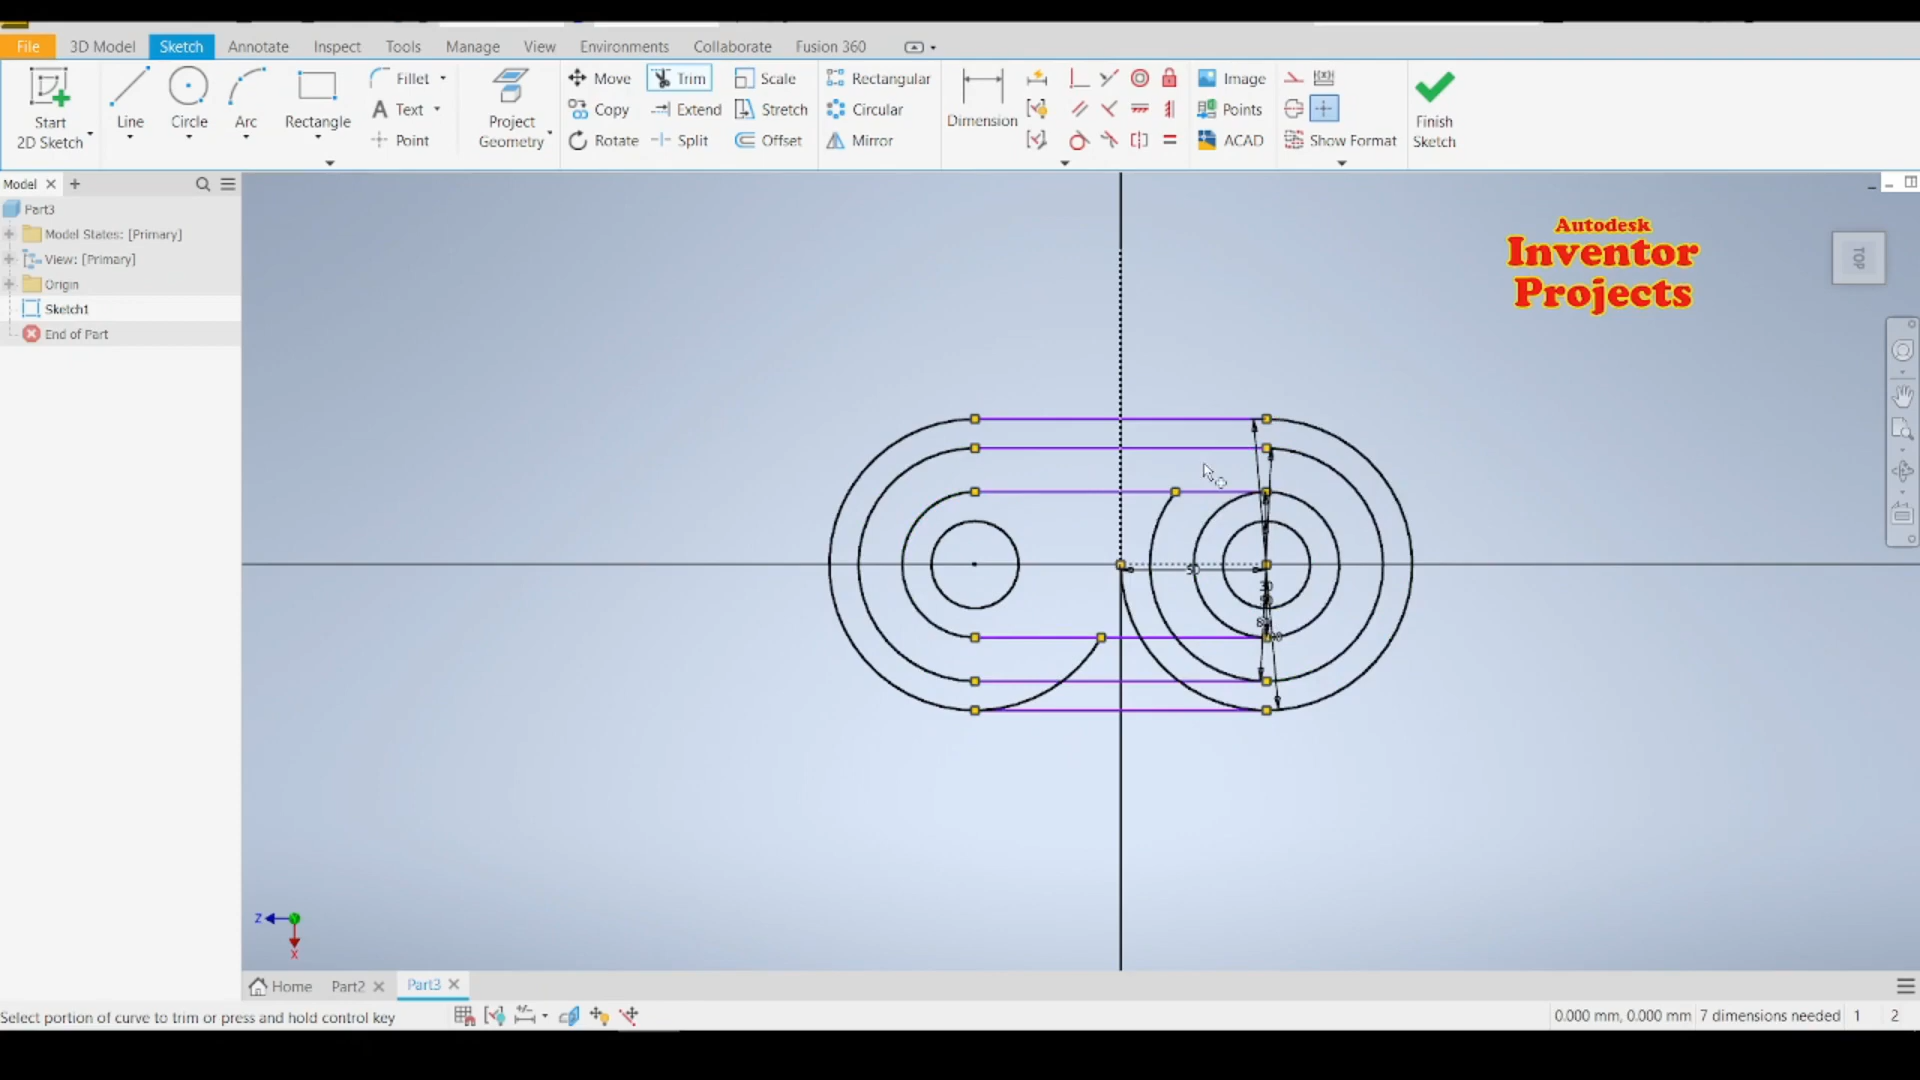 File 3D Model Sketch Annotate Inspect Tools Manage View Environments Collaborate Fusion 360
Fillet Move Trim Scale Rectangular Image
Text Copy Extend Stretch Circular Points
Start
2D Sketch
Line
Circle
Arc
Rectangle
Point
Project
Geometry
Rotate Split Offset Mirror
Dimension
ACAD
Show Format
Finish
Sketch
Model
Part3
Model States: [Primary]
View: [Primary]
Origin
Sketch1
End of Part
Autodesk
Inventor
Projects
TOP
50
30
Z
X
Home Part2 Part3
Select portion of curve to trim or press and hold control key
0.000 mm, 0.000 mm 7 dimensions needed 1 2